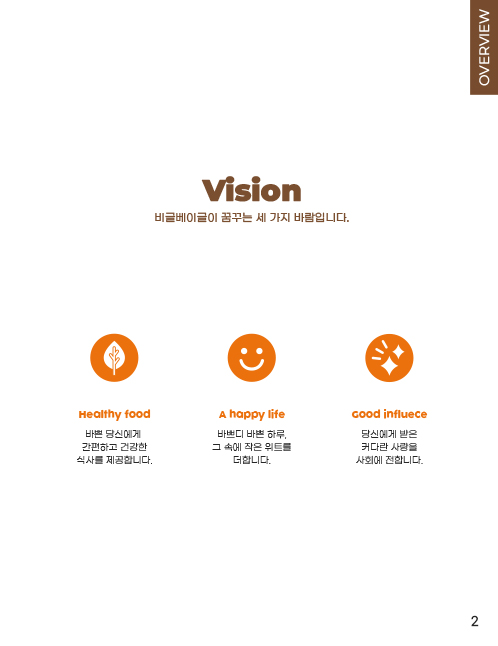 OVERVIEW
Vision
비글베이글이 꿈꾸는 세 가지 바람입니다.
Healthy food
바쁜 당신에게
간편하고 건강한
식사를 제공합니다.
A happy life
바쁘디 바쁜 하루,
그 속에 작은 위트를
더합니다.
Good influece
당신에게 받은
커다란 사랑을
사회에 전합니다.
2